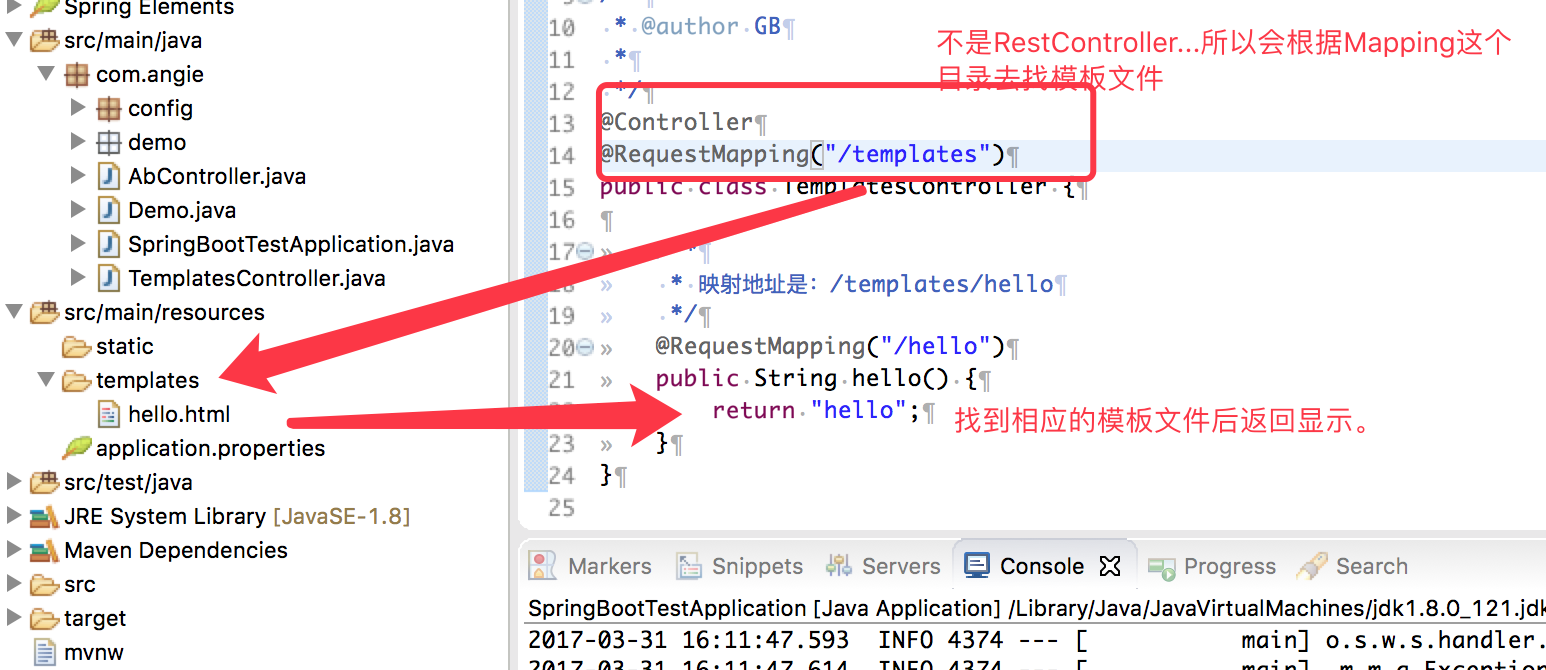 Spring Elements
src/main/java
com.angie
config
demo
AbController.java
Demo.java
SpringBootTestApplication.java
TemplatesController.java
src/main/resources
static
templates
hello.html
application.properties
src/test/java
JRE System Library [JavaSE-1.8]
Maven Dependencies
src
target
mvnw
10 * @author GB¶
11 *¶
12 */¶
13 @Controller¶
14 @RequestMapping("/templates")¶
15 public class TemplatesController {¶
16 ¶
17 » *¶
18 » * 映射地址是：/templates/hello¶
19 » */¶
20 » @RequestMapping("/hello")¶
21 » public String hello() {¶
return "hello";¶
23 » }¶
24 }¶
25
不是RestController...所以会根据Mapping这个
目录去找模板文件
找到相应的模板文件后返回显示。
Markers Snippets Servers Console Progress Search
SpringBootTestApplication [Java Application] /Library/Java/JavaVirtualMachines/jdk1.8.0_121.jdk
2017-03-31 16:11:47.593 INFO 4374 --- [ main] o.s.w.s.handler.
2017-03-31 16:11:47.614 INFO 4374 --- [ main] .m.m.a.Exception